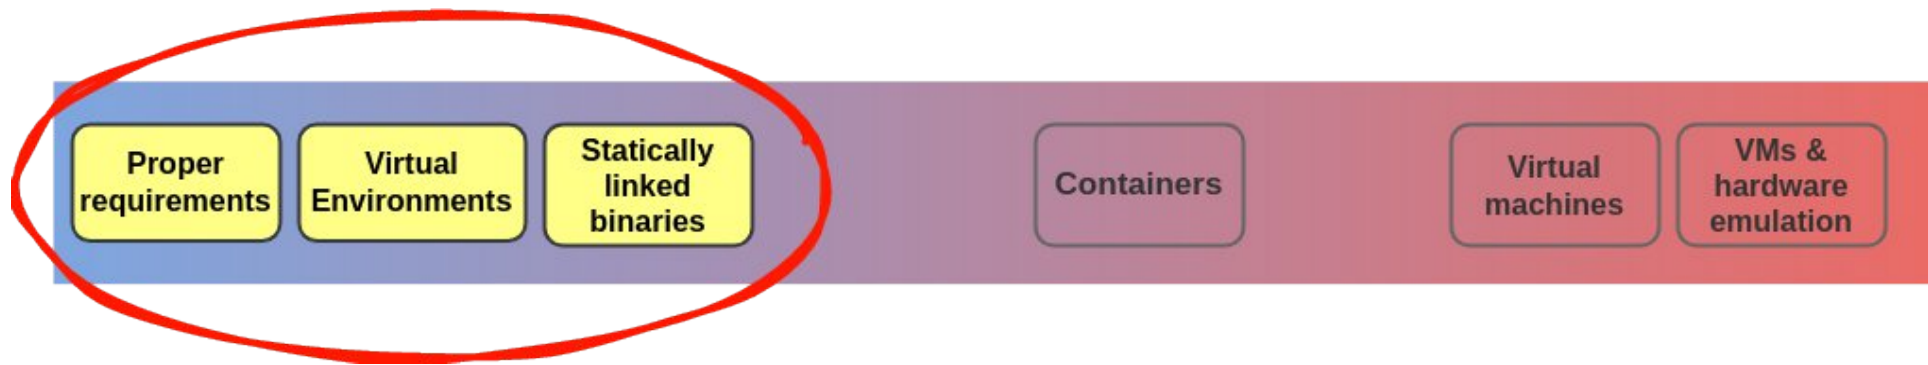 Proper
requirements
Virtual
Environments
Statically
linked
binaries
Containers
Virtual
machines
VMs &
hardware
emulation